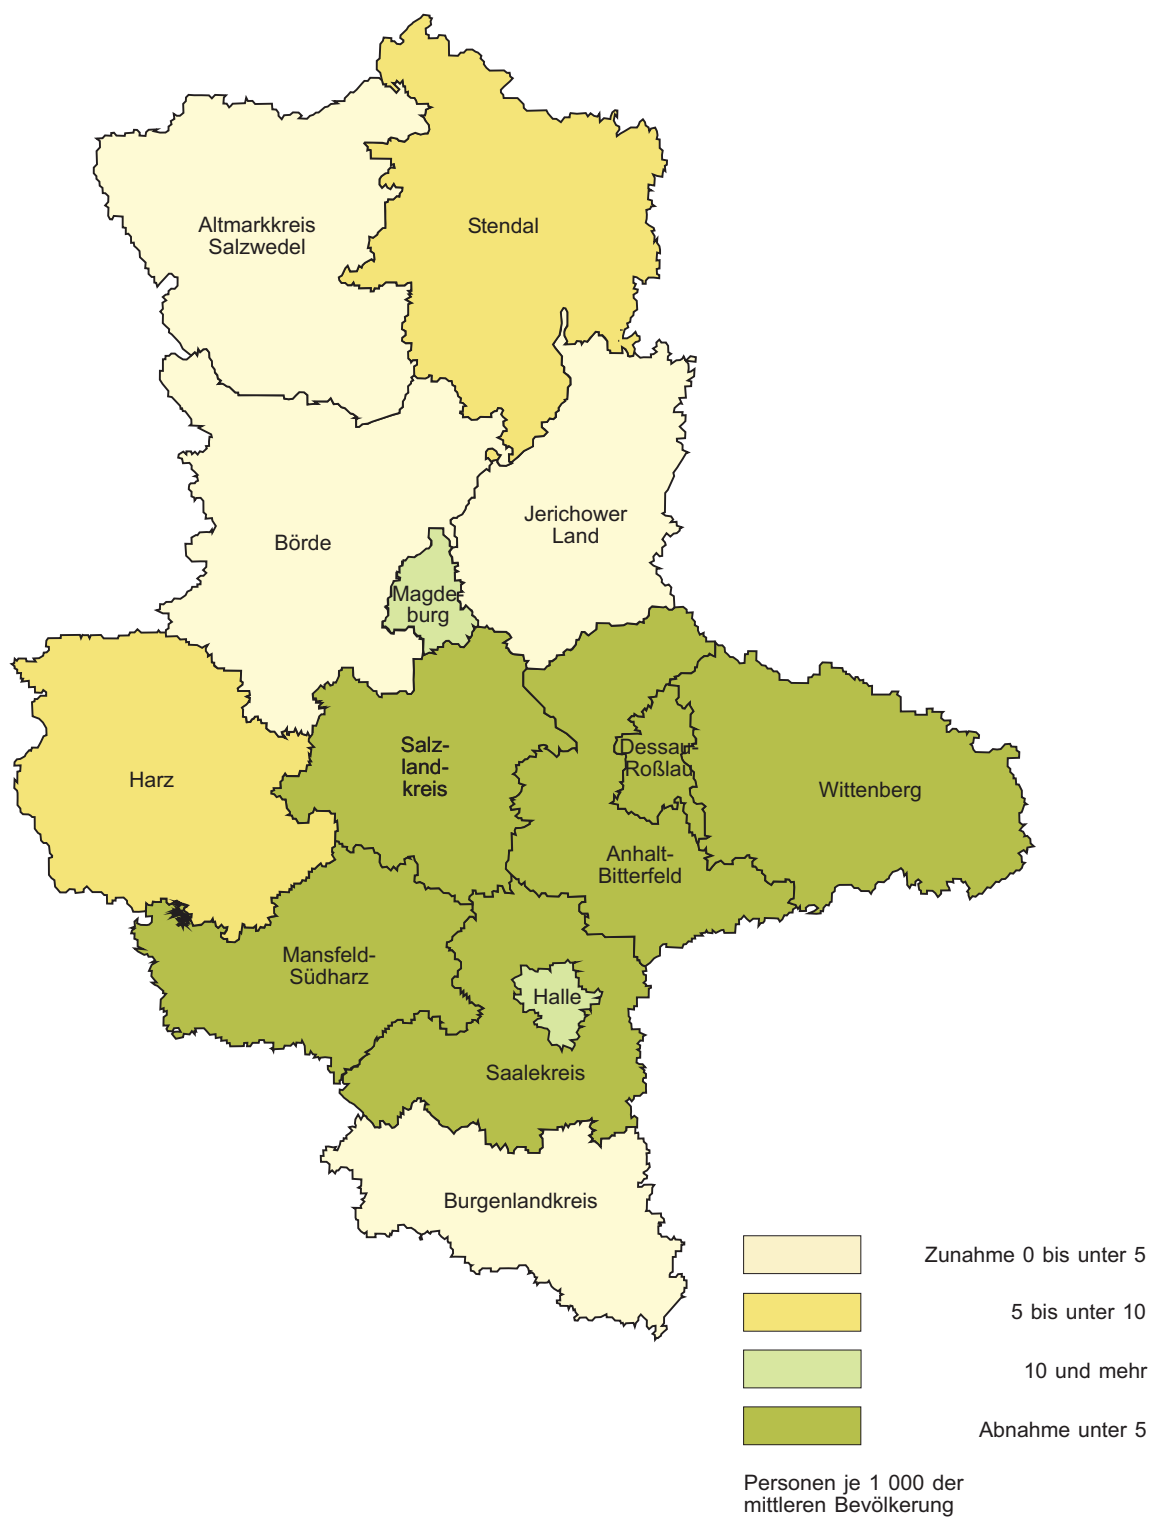 Altmarkkreis
Salzwedel
Stendal
Jerichower
Land
Börde
Magde-
burg
Harz
Salz-
land-
kreis
Dessau-
Roßlau
Wittenberg
Anhalt-
Bitterfeld
Mansfeld-
Südharz
Halle
Saalekreis
Burgenlandkreis
Zunahme 0 bis unter 5
5 bis unter 10
10 und mehr
Abnahme unter 5
Personen je 1 000 der
mittleren Bevölkerung